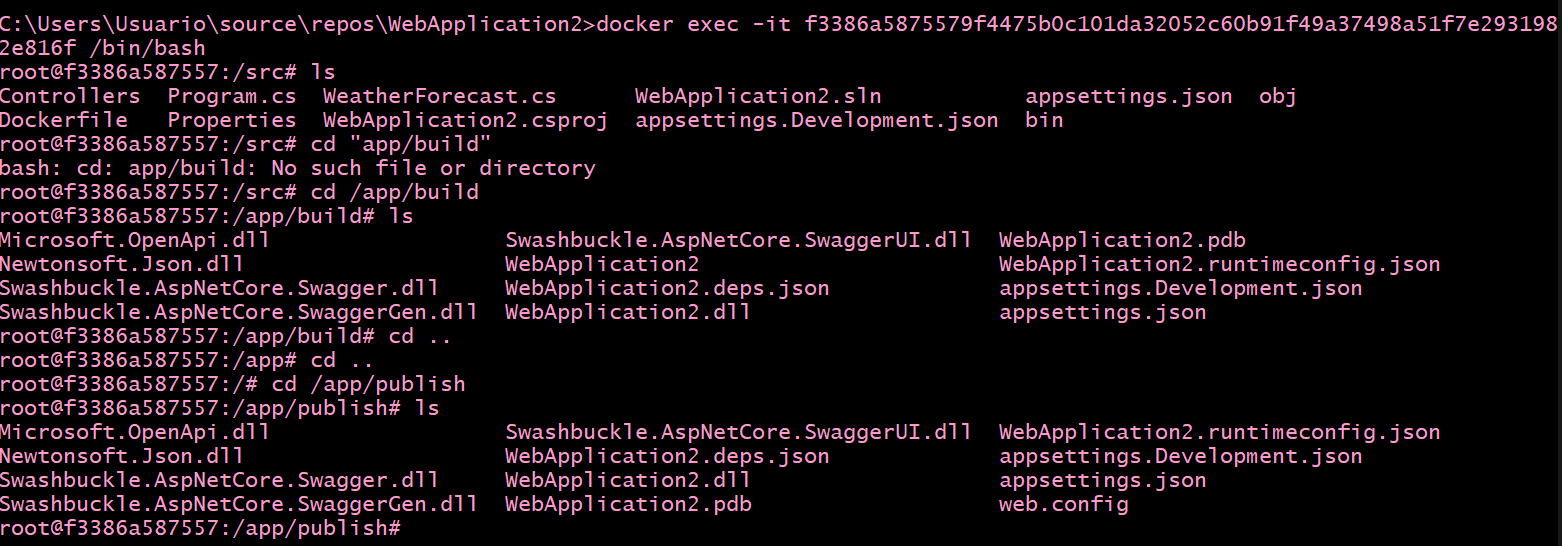 C:\Users\Usuario\source\repos\WebApplication2>docker exec -it f3386a5875579f4475b0c101da32052c60b91f49a37498a51f7e293198
2e816f /bin/bash
root@f3386a587557:/src# ls
Controllers  Program.cs  WeatherForecast.cs      WebApplication2.sln           appsettings.json  obj
Dockerfile   Properties  WebApplication2.csproj  appsettings.Development.json  bin
root@f3386a587557:/src# cd "app/build"
bash: cd: app/build: No such file or directory
root@f3386a587557:/src# cd /app/build
root@f3386a587557:/app/build# ls
Microsoft.OpenApi.dll                  Swashbuckle.AspNetCore.SwaggerUI.dll  WebApplication2.pdb
Newtonsoft.Json.dll                    WebApplication2                       WebApplication2.runtimeconfig.json
Swashbuckle.AspNetCore.Swagger.dll     WebApplication2.deps.json             appsettings.Development.json
Swashbuckle.AspNetCore.SwaggerGen.dll  WebApplication2.dll                   appsettings.json
root@f3386a587557:/app/build# cd ..
root@f3386a587557:/app# cd ..
root@f3386a587557:/# cd /app/publish
root@f3386a587557:/app/publish# ls
Microsoft.OpenApi.dll                  Swashbuckle.AspNetCore.SwaggerUI.dll  WebApplication2.runtimeconfig.json
Newtonsoft.Json.dll                    WebApplication2.deps.json             appsettings.Development.json
Swashbuckle.AspNetCore.Swagger.dll     WebApplication2.dll                   appsettings.json
Swashbuckle.AspNetCore.SwaggerGen.dll  WebApplication2.pdb                   web.config
root@f3386a587557:/app/publish#